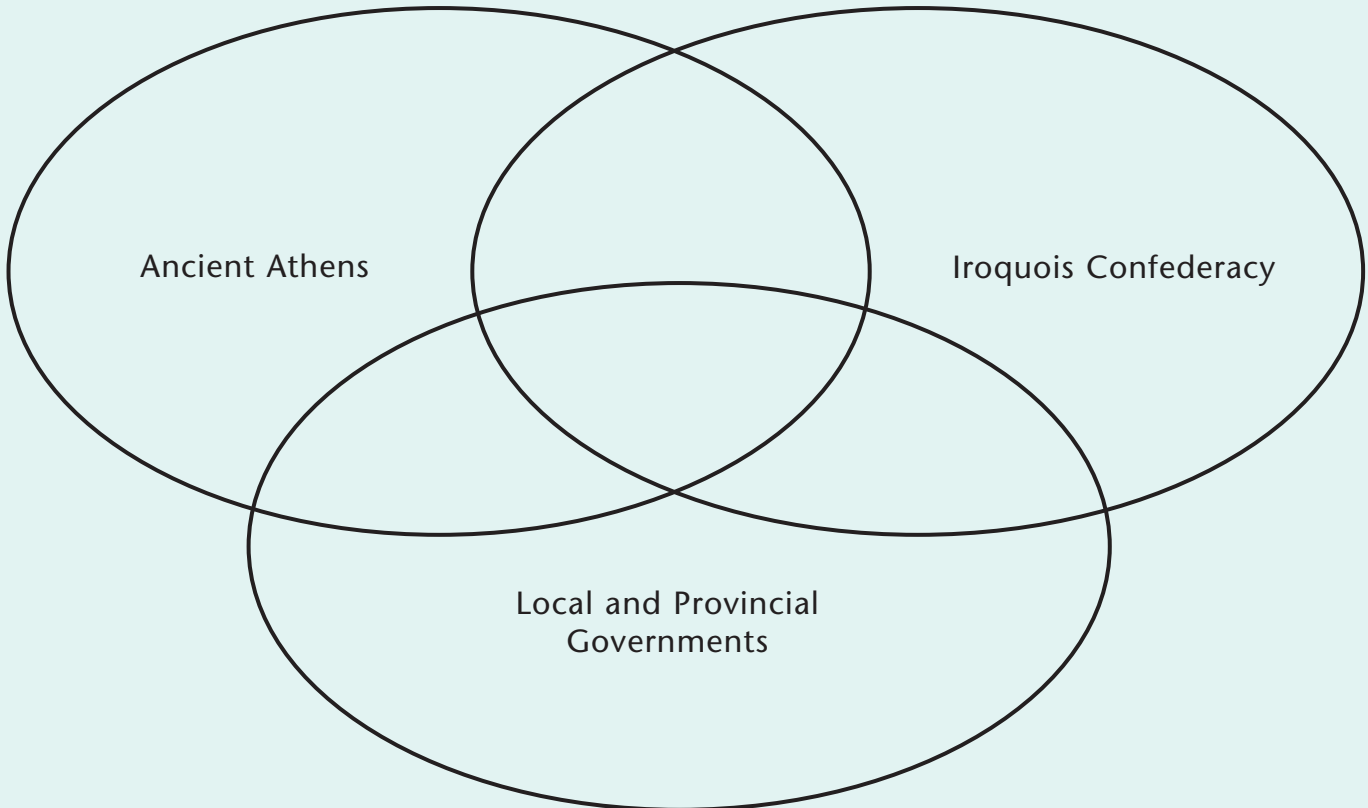 Ancient Athens
Iroquois Confederacy
Local and Provincial
Governments